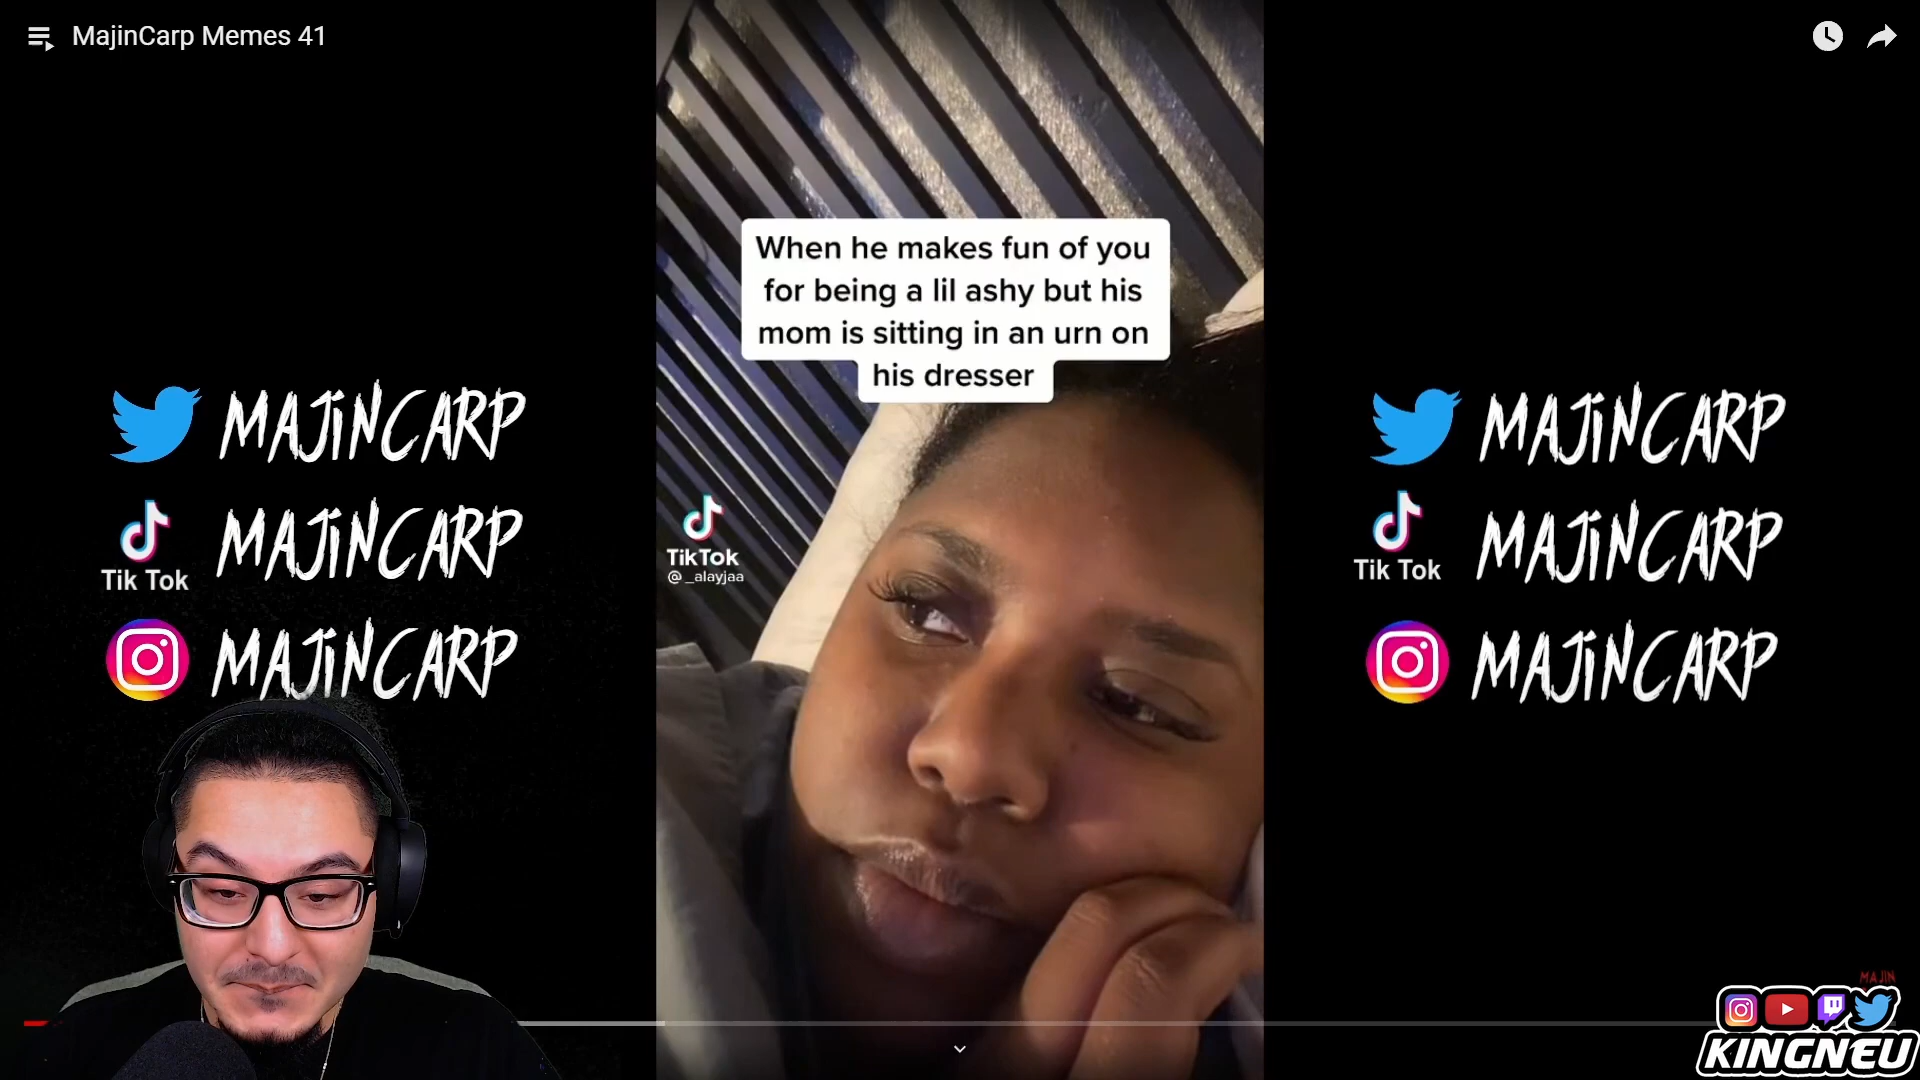 MajinCarp Memes 41
When he makes fun of you
for being a lil ashy but his
mom is sitting in an urn on
his dresser
MAJINCARP
MAJINCARP
Tik Tok
MAJINCARP
TikTok
@_alayjaa
MAJINCARP
MAJINCARP
Tik Tok
MAJINCARP
MAJIN
KINGNEU